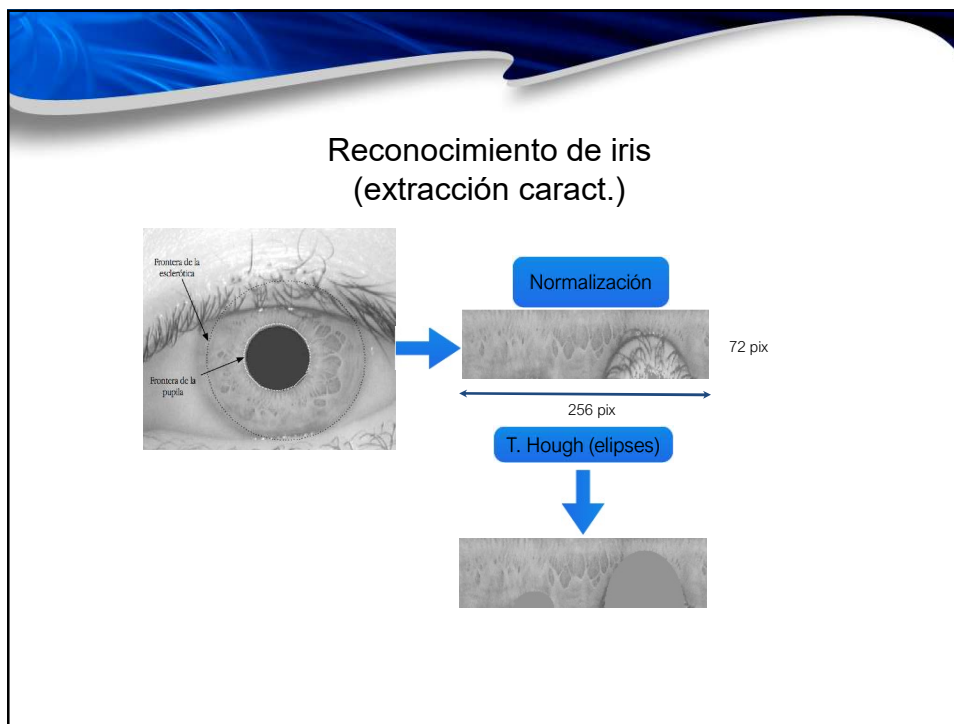 Reconocimiento de iris
(extracción caract.)
Frontera de la
esclerótica
Frontera de la
pupila
Normalización
72 pix
256 pix
T. Hough (elipses)